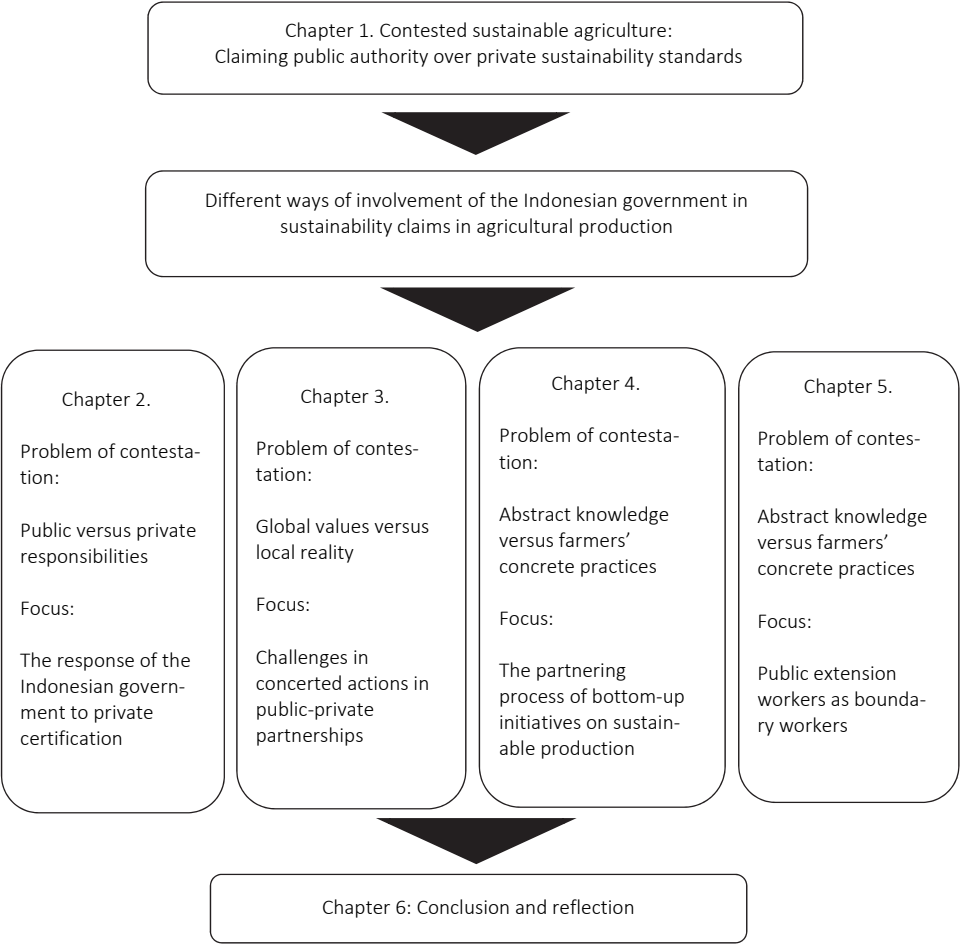 Chapter 1. Contested sustainable agriculture:
Claiming public authority over private sustainability standards
Different ways of involvement of the Indonesian government in
sustainability claims in agricultural production
Chapter 2.
Problem of contesta-
tion:
Public versus private
responsibilities
Focus:
The response of the
Indonesian govern-
ment to private
certification
Chapter 3.
Problem of contes-
tation:
Global values versus
local reality
Focus:
Challenges in
concerted actions in
public-private
partnerships
Chapter 4.
Problem of contesta-
tion:
Abstract knowledge
versus farmers’
concrete practices
Focus:
The partnering
process of bottom-up
initiatives on sustain-
able production
Chapter 5.
Problem of contes-
tation:
Abstract knowledge
versus farmers’
concrete practices
Focus:
Public extension
workers as bounda-
ry workers
Chapter 6: Conclusion and reflection